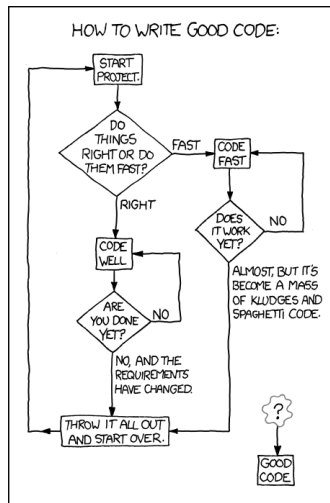 HOW TO WRITE GOOD CODE:
START
PROJECT.
DO
THINGS
RIGHT OR DO
THEM FAST?
FAST
CODE
FAST
RIGHT
DOES
IT WORK
YET?
NO
CODE
WELL
ALMOST, BUT IT'S
BECOME A MASS
OF KLUDGES AND
SPAGHETTI CODE.
ARE
YOU DONE
YET?
NO
NO, AND THE
REQUIREMENTS
HAVE CHANGED.
THROW IT ALL OUT
AND START OVER.
?
GOOD
CODE